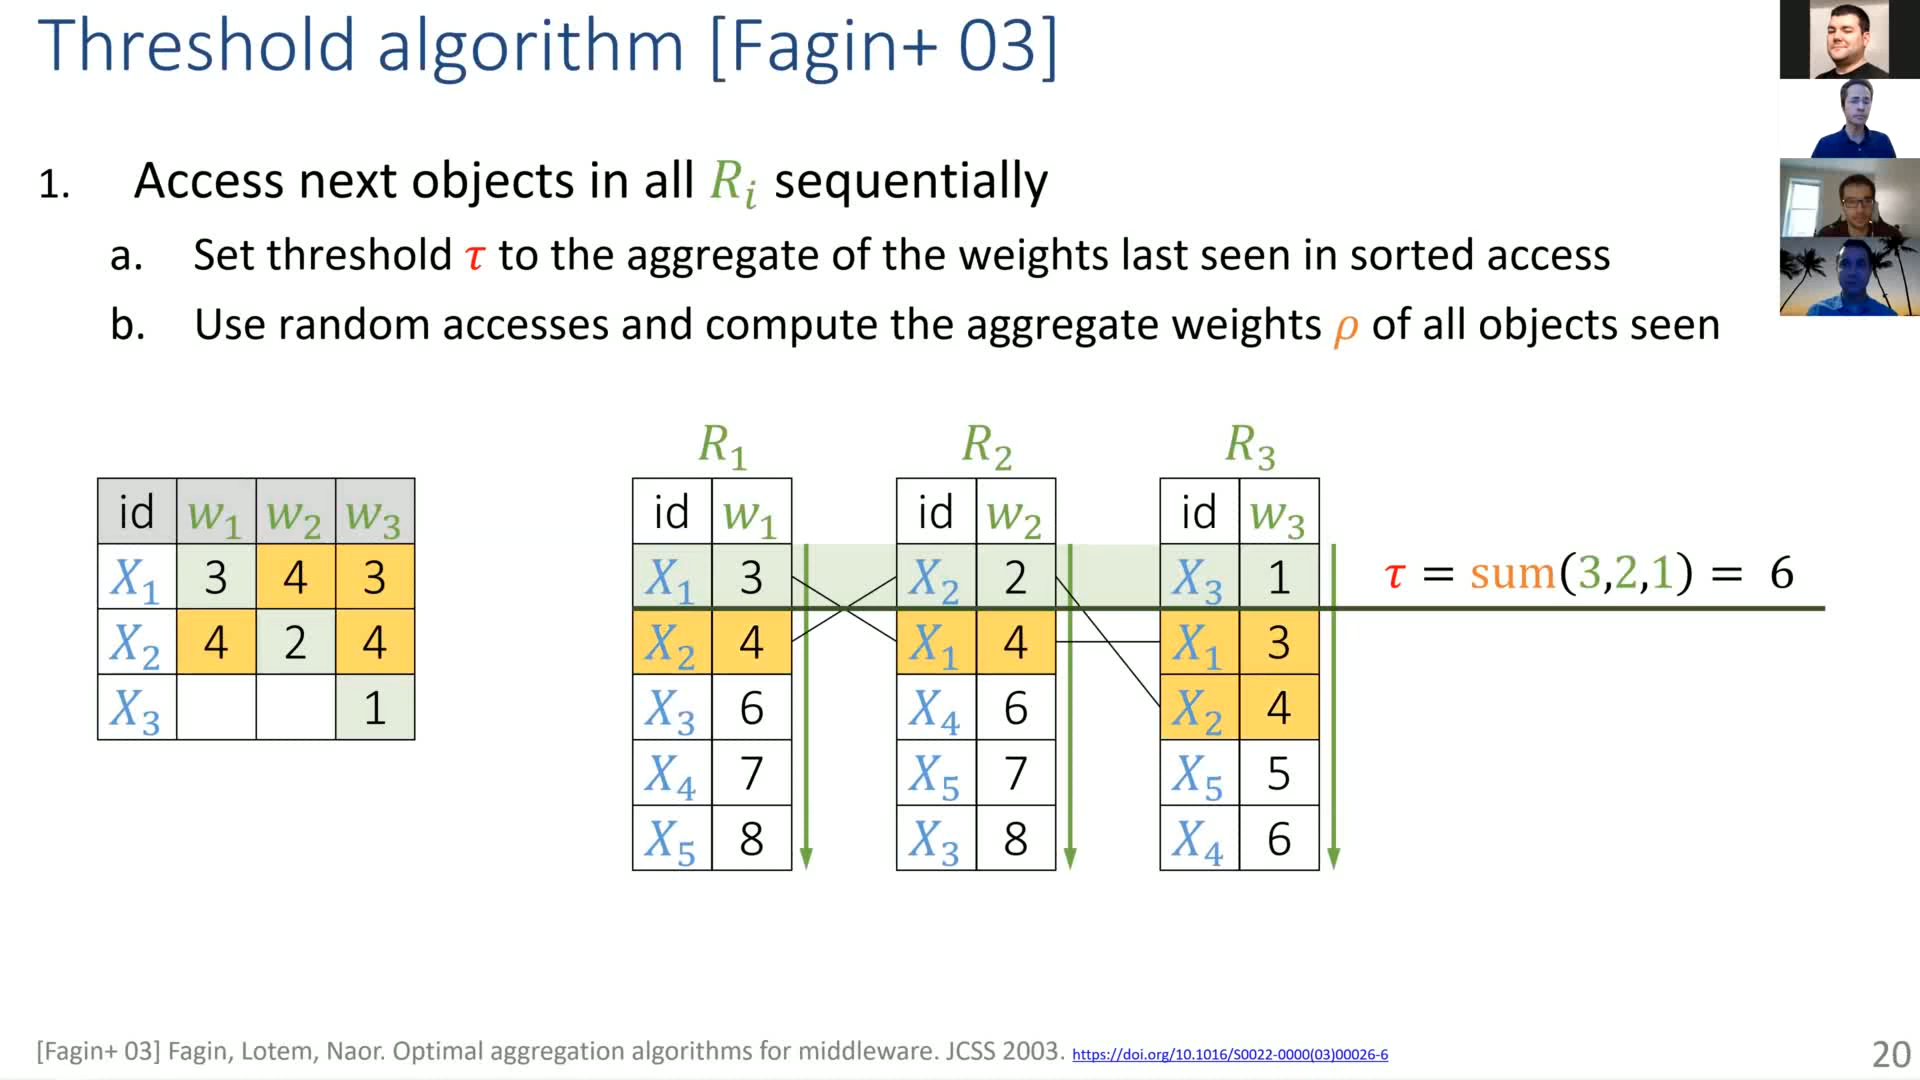 Threshold algorithm [Fagin+ 03]
1. Access next objects in all R_i sequentially
a. Set threshold τ to the aggregate of the weights last seen in sorted access
b. Use random accesses and compute the aggregate weights ρ of all objects seen
R_1 R_2 R_3
id w_1 w_2 w_3
X_1 3 4 3
X_2 4 2 4
X_3 1
id w_1
X_1 3
X_2 4
X_3 6
X_4 7
X_5 8
id w_2
X_2 2
X_1 4
X_4 6
X_5 7
X_3 8
id w_3
X_3 1
X_1 3
X_2 4
X_5 5
X_4 6
τ = sum(3,2,1) = 6
[Fagin+ 03] Fagin, Lotem, Naor. Optimal aggregation algorithms for middleware. JCSS 2003. https://doi.org/10.1016/S0022-0000(03)00026-6
20